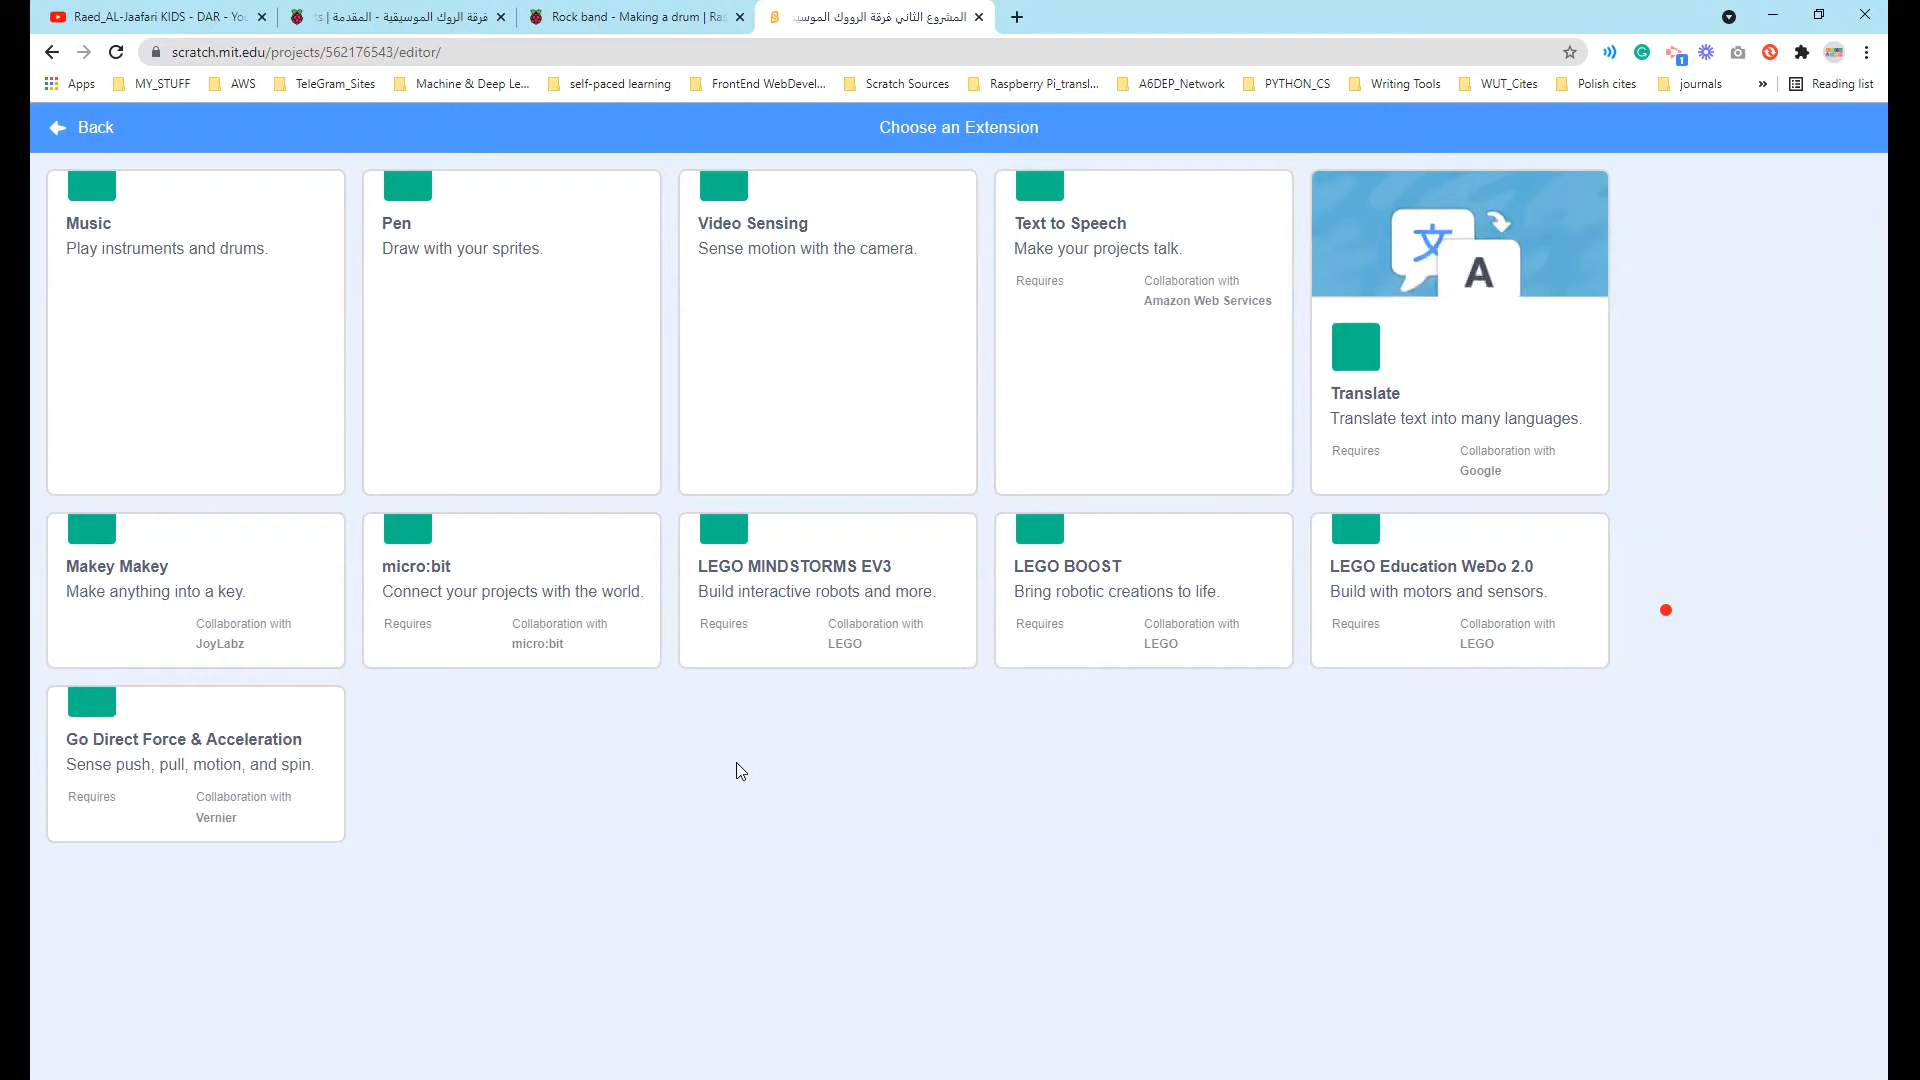 Raed_AL-Jaafari KIDS - DAR - You
فرقة الروك الموسيقية - المقدمة | ts
Rock band - Making a drum | Ras
المشروع الثاني فرقة الرووك الموسي
scratch.mit.edu/projects/562176543/editor/
1
Apps MY_STUFF AWS TeleGram_Sites Machine & Deep Le... self-paced learning FrontEnd WebDevel... Scratch Sources Raspberry Pi_transl... A6DEP_Network PYTHON_CS Writing Tools WUT_Cites Polish cites journals » Reading list
Back
Choose an Extension
Music
Play instruments and drums.
Pen
Draw with your sprites.
Video Sensing
Sense motion with the camera.
Text to Speech
Make your projects talk.
Requires Collaboration with
Amazon Web Services
文
A
Translate
Translate text into many languages.
Requires Collaboration with
Google
Makey Makey
Make anything into a key.
Collaboration with
JoyLabz
micro:bit
Connect your projects with the world.
Requires Collaboration with
micro:bit
LEGO MINDSTORMS EV3
Build interactive robots and more.
Requires Collaboration with
LEGO
LEGO BOOST
Bring robotic creations to life.
Requires Collaboration with
LEGO
LEGO Education WeDo 2.0
Build with motors and sensors.
Requires Collaboration with
LEGO
Go Direct Force & Acceleration
Sense push, pull, motion, and spin.
Requires Collaboration with
Vernier